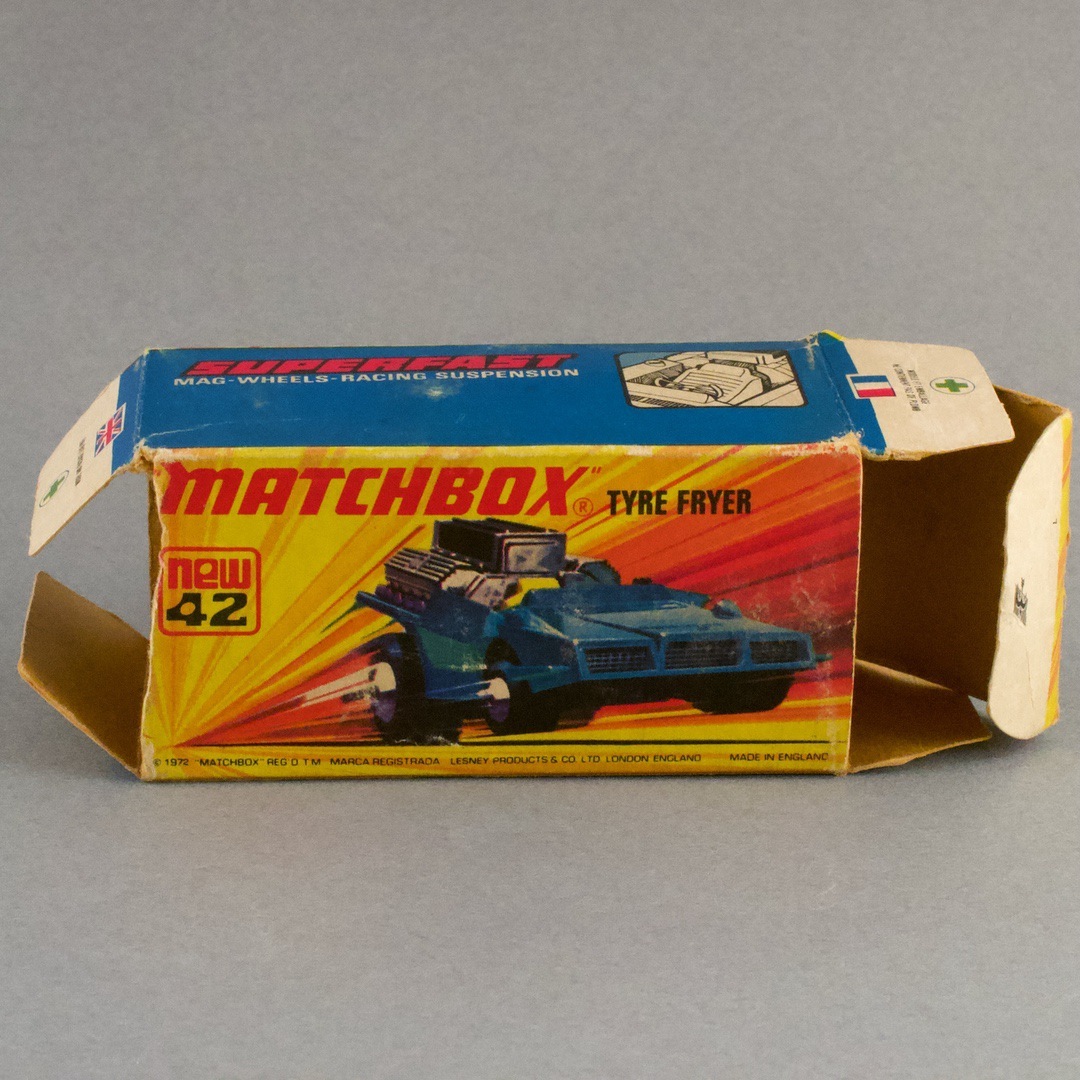 SUPERFAST
MAG-WHEELS-RACING SUSPENSION
MATCHBOX"® TYRE FRYER
new
42
© 1972 "MATCHBOX" REG'D T M MARCA REGISTRADA LESNEY PRODUCTS & CO. LTD. LONDON ENGLAND MADE IN ENGLAND